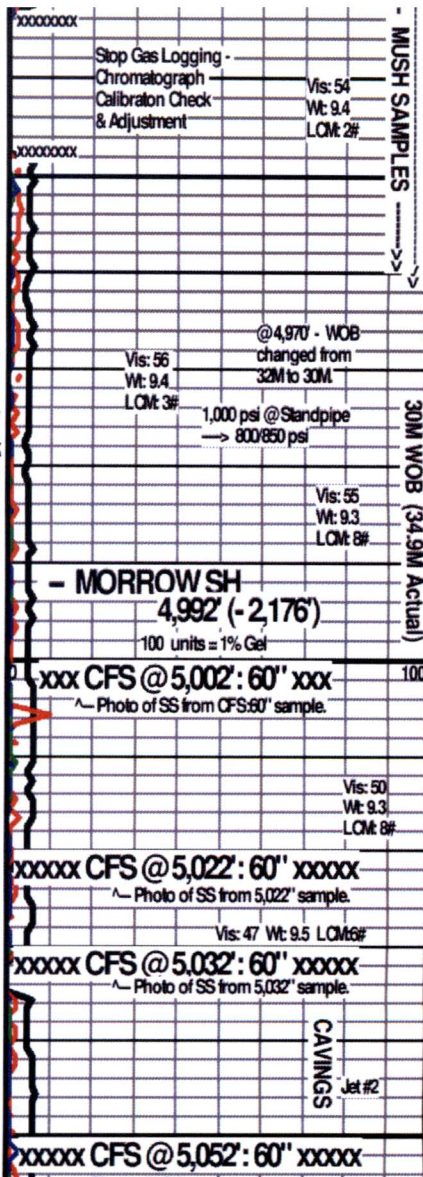 xxxxxxxx
Stop Gas Logging -
Chromatograph
Calibraton Check
& Adjustment
Vis: 54
Wt: 9.4
LCM: 2#
- MUSH SAMPLES ------>>
xxxxxxxx
@4,970' - WOB
changed from
32M to 30M.
Vis: 56
Wt: 9.4
LCM: 3#
1,000 psi @Standpipe
---> 800/850 psi
30M WOB (34.9M Actual)
Vis: 55
Wt: 9.3
LCM: 8#
- MORROW SH
4,992' (- 2,176')
100 units = 1% Gel
0
100
xxx CFS @ 5,002': 60" xxx
^-- Photo of SS from CFS:60" sample.
Vis: 50
Wt: 9.3
LCM: 8#
xxxxx CFS @ 5,022': 60" xxxxx
^-- Photo of SS from 5,022" sample.
Vis: 47 Wt: 9.5 LCM:6#
xxxxx CFS @ 5,032': 60" xxxxx
^-- Photo of SS from 5,032" sample.
CAVINGS
Jet #2
xxxxx CFS @ 5,052': 60" xxxxx